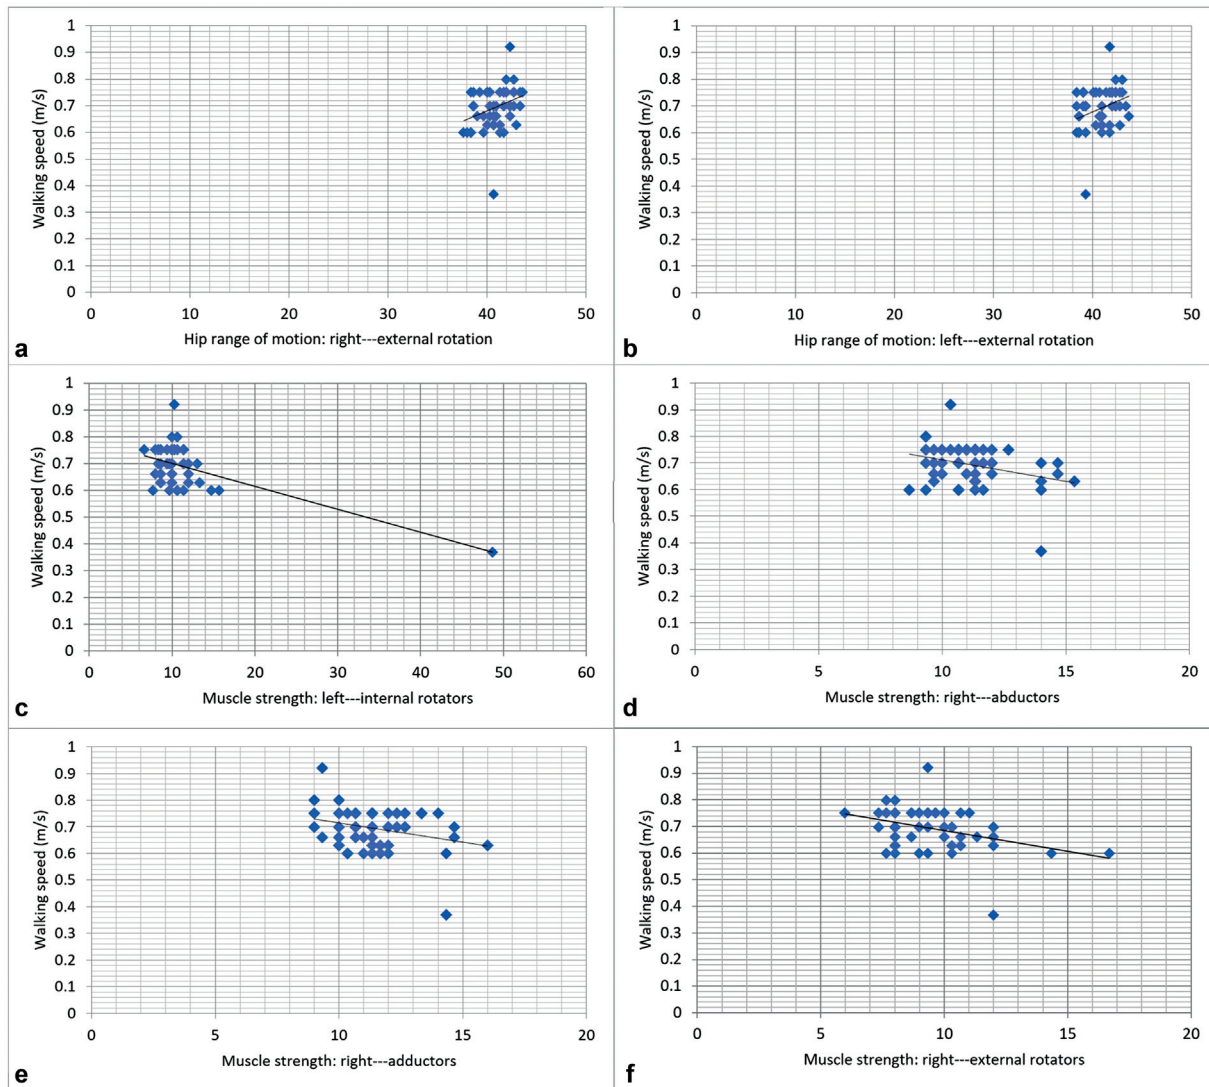 1
0.9
0.8
0.7
0.6
0.5
0.4
0.3
0.2
0.1
0
Walking speed (m/s)
0 10 20 30 40 50
Hip range of motion: right---external rotation
a
1
0.9
0.8
0.7
0.6
0.5
0.4
0.3
0.2
0.1
0
Walking speed (m/s)
0 10 20 30 40 50
Hip range of motion: left---external rotation
b
1
0.9
0.8
0.7
0.6
0.5
0.4
0.3
0.2
0.1
0
Walking speed (m/s)
0 10 20 30 40 50 60
Muscle strength: left---internal rotators
c
1
0.9
0.8
0.7
0.6
0.5
0.4
0.3
0.2
0.1
0
Walking speed (m/s)
0 5 10 15 20
Muscle strength: right---abductors
d
1
0.9
0.8
0.7
0.6
0.5
0.4
0.3
0.2
0.1
0
Walking speed (m/s)
0 5 10 15 20
Muscle strength: right---adductors
e
1
0.9
0.8
0.7
0.6
0.5
0.4
0.3
0.2
0.1
0
Walking speed (m/s)
0 5 10 15 20
Muscle strength: right---external rotators
f